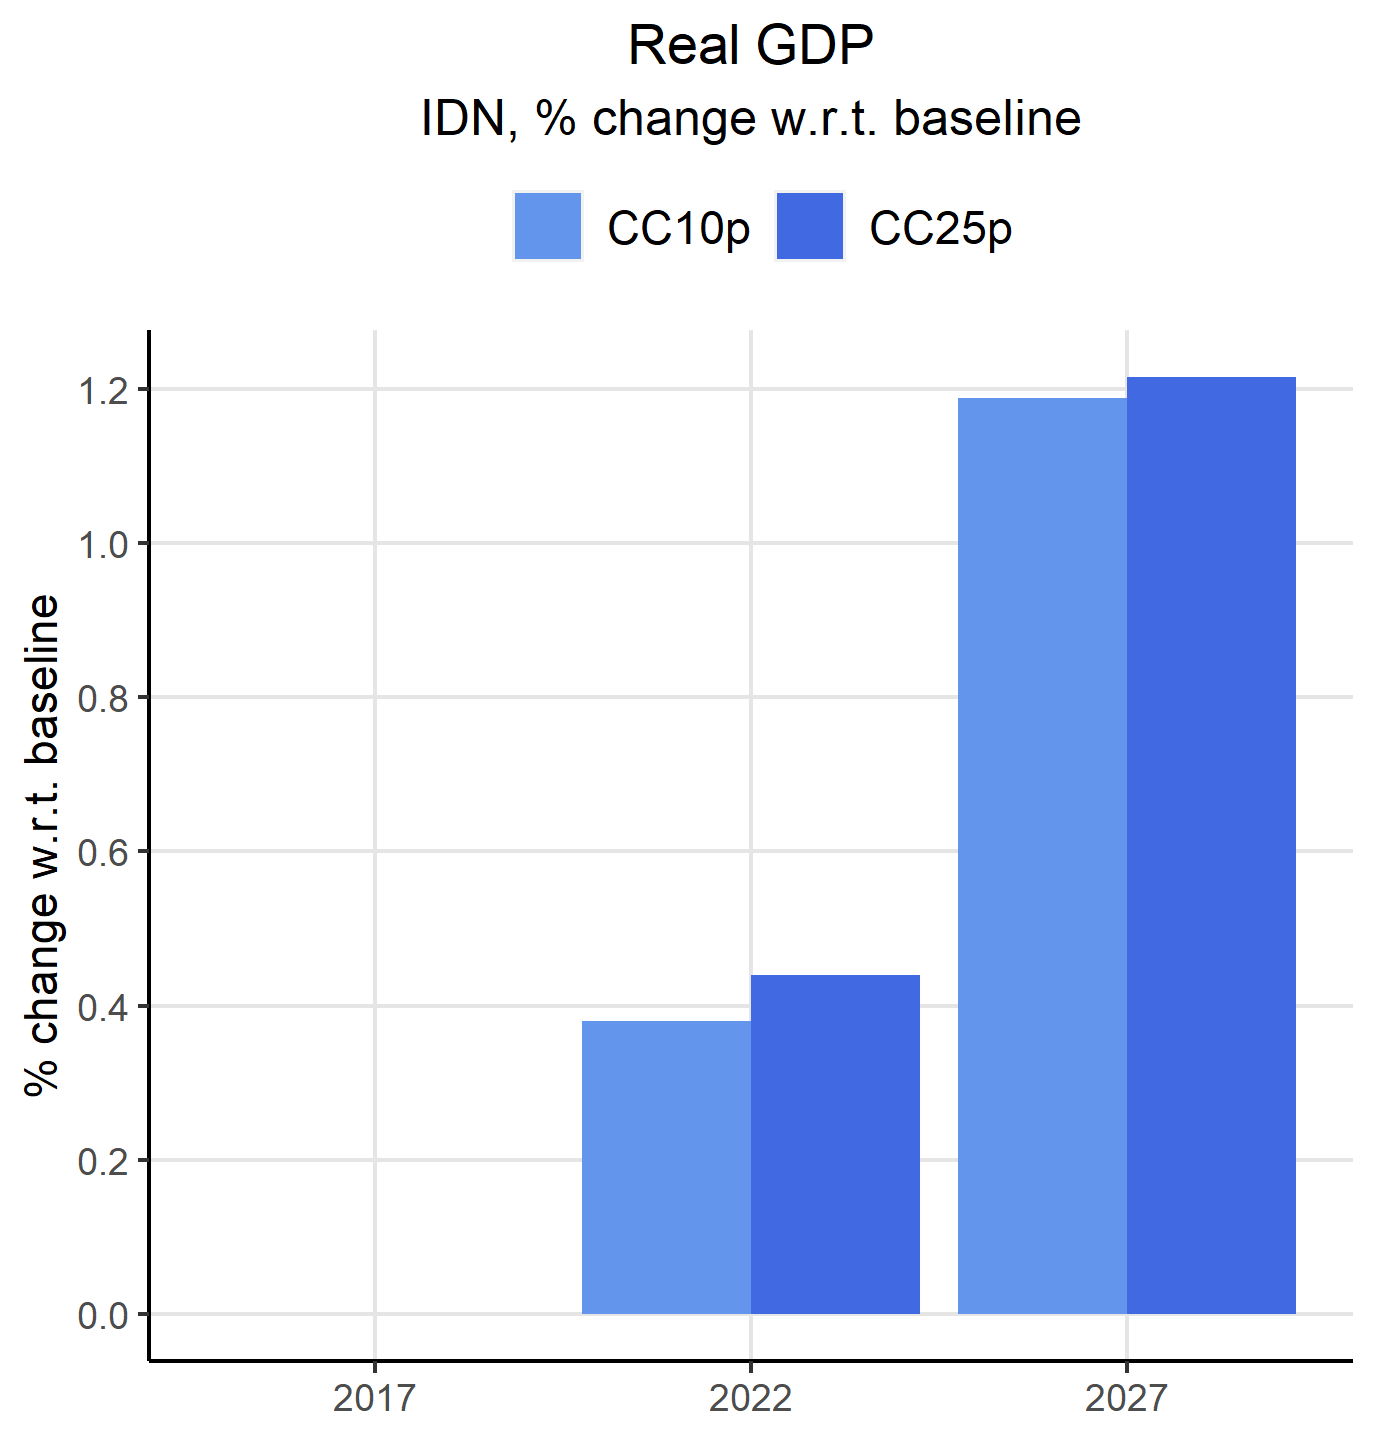 Real GDP
IDN, % change w.r.t. baseline
CC10p CC25p
% change w.r.t. baseline
1.2
1.0
0.8
0.6
0.4
0.2
0.0
2017 2022 2027